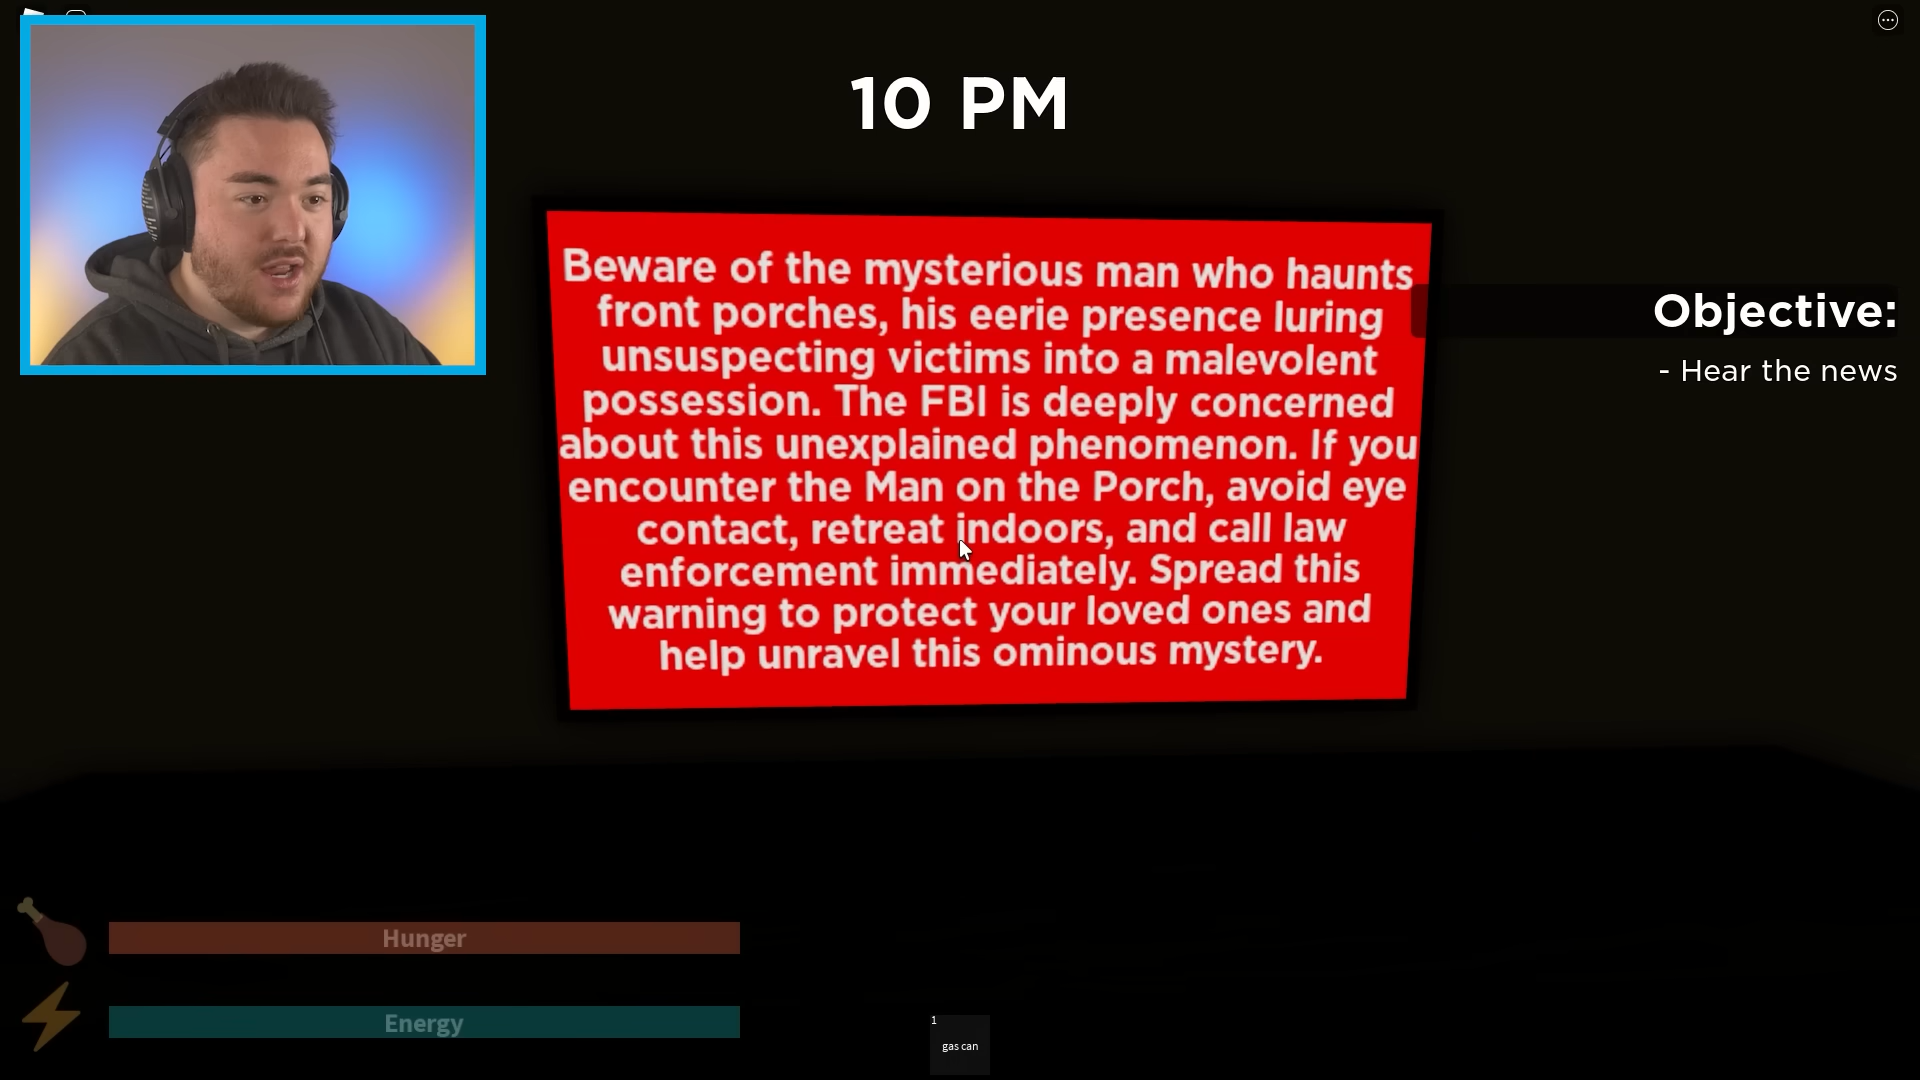 10 PM
Beware of the mysterious man who haunts
front porches, his eerie presence luring
unsuspecting victims into a malevolent
possession. The FBI is deeply concerned
about this unexplained phenomenon. If you
encounter the Man on the Porch, avoid eye
contact, retreat indoors, and call law
enforcement immediately. Spread this
warning to protect your loved ones and
help unravel this ominous mystery.
Objective:
- Hear the news
Hunger
Energy
1
gas can